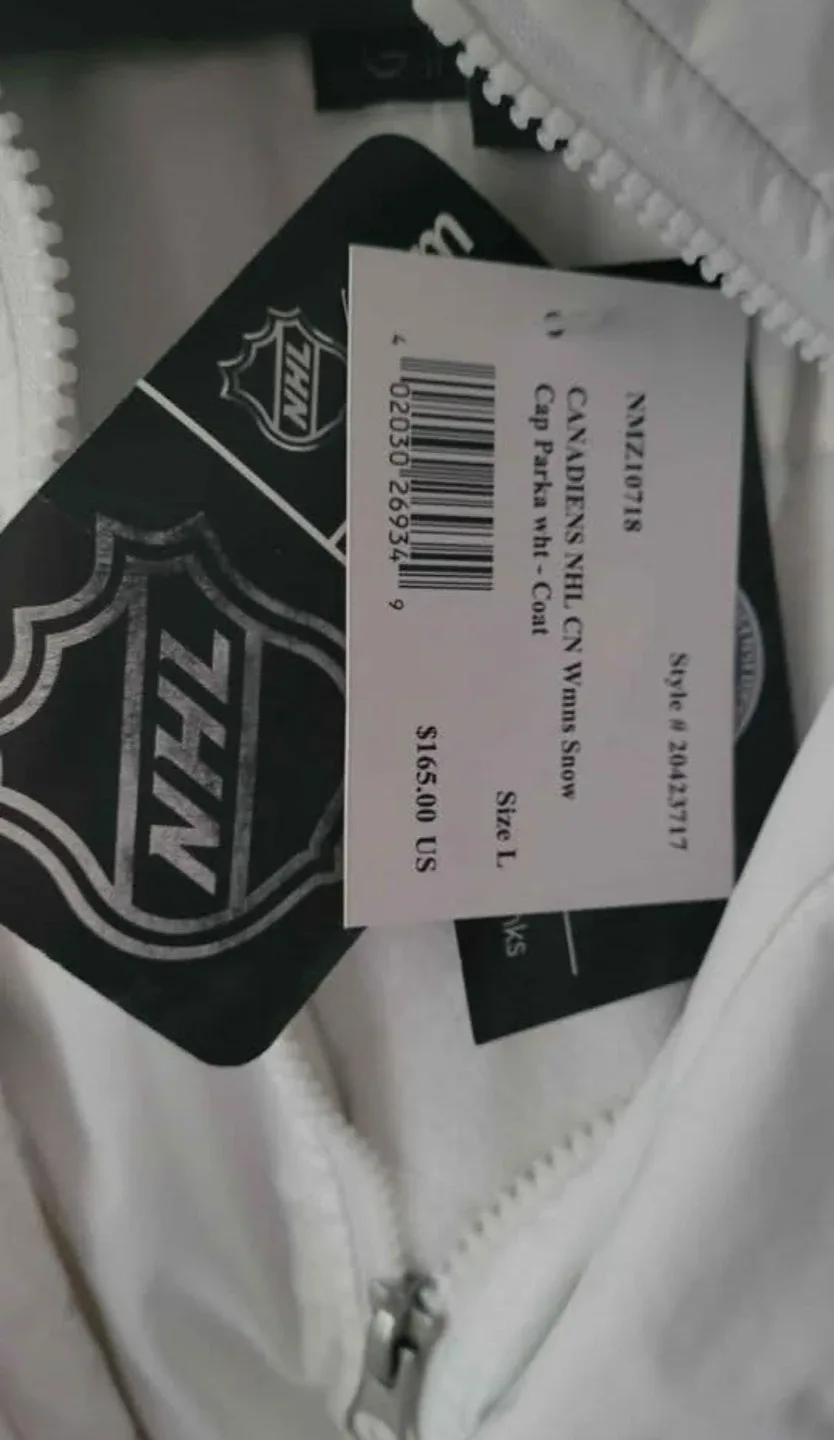 NHL
NHL
Style # 20423717
NMZ10718
CANADIENS NHL CN Wmns Snow
Cap Parka wht - Coat
Size L
$165.00 US
4 02030 26934 9